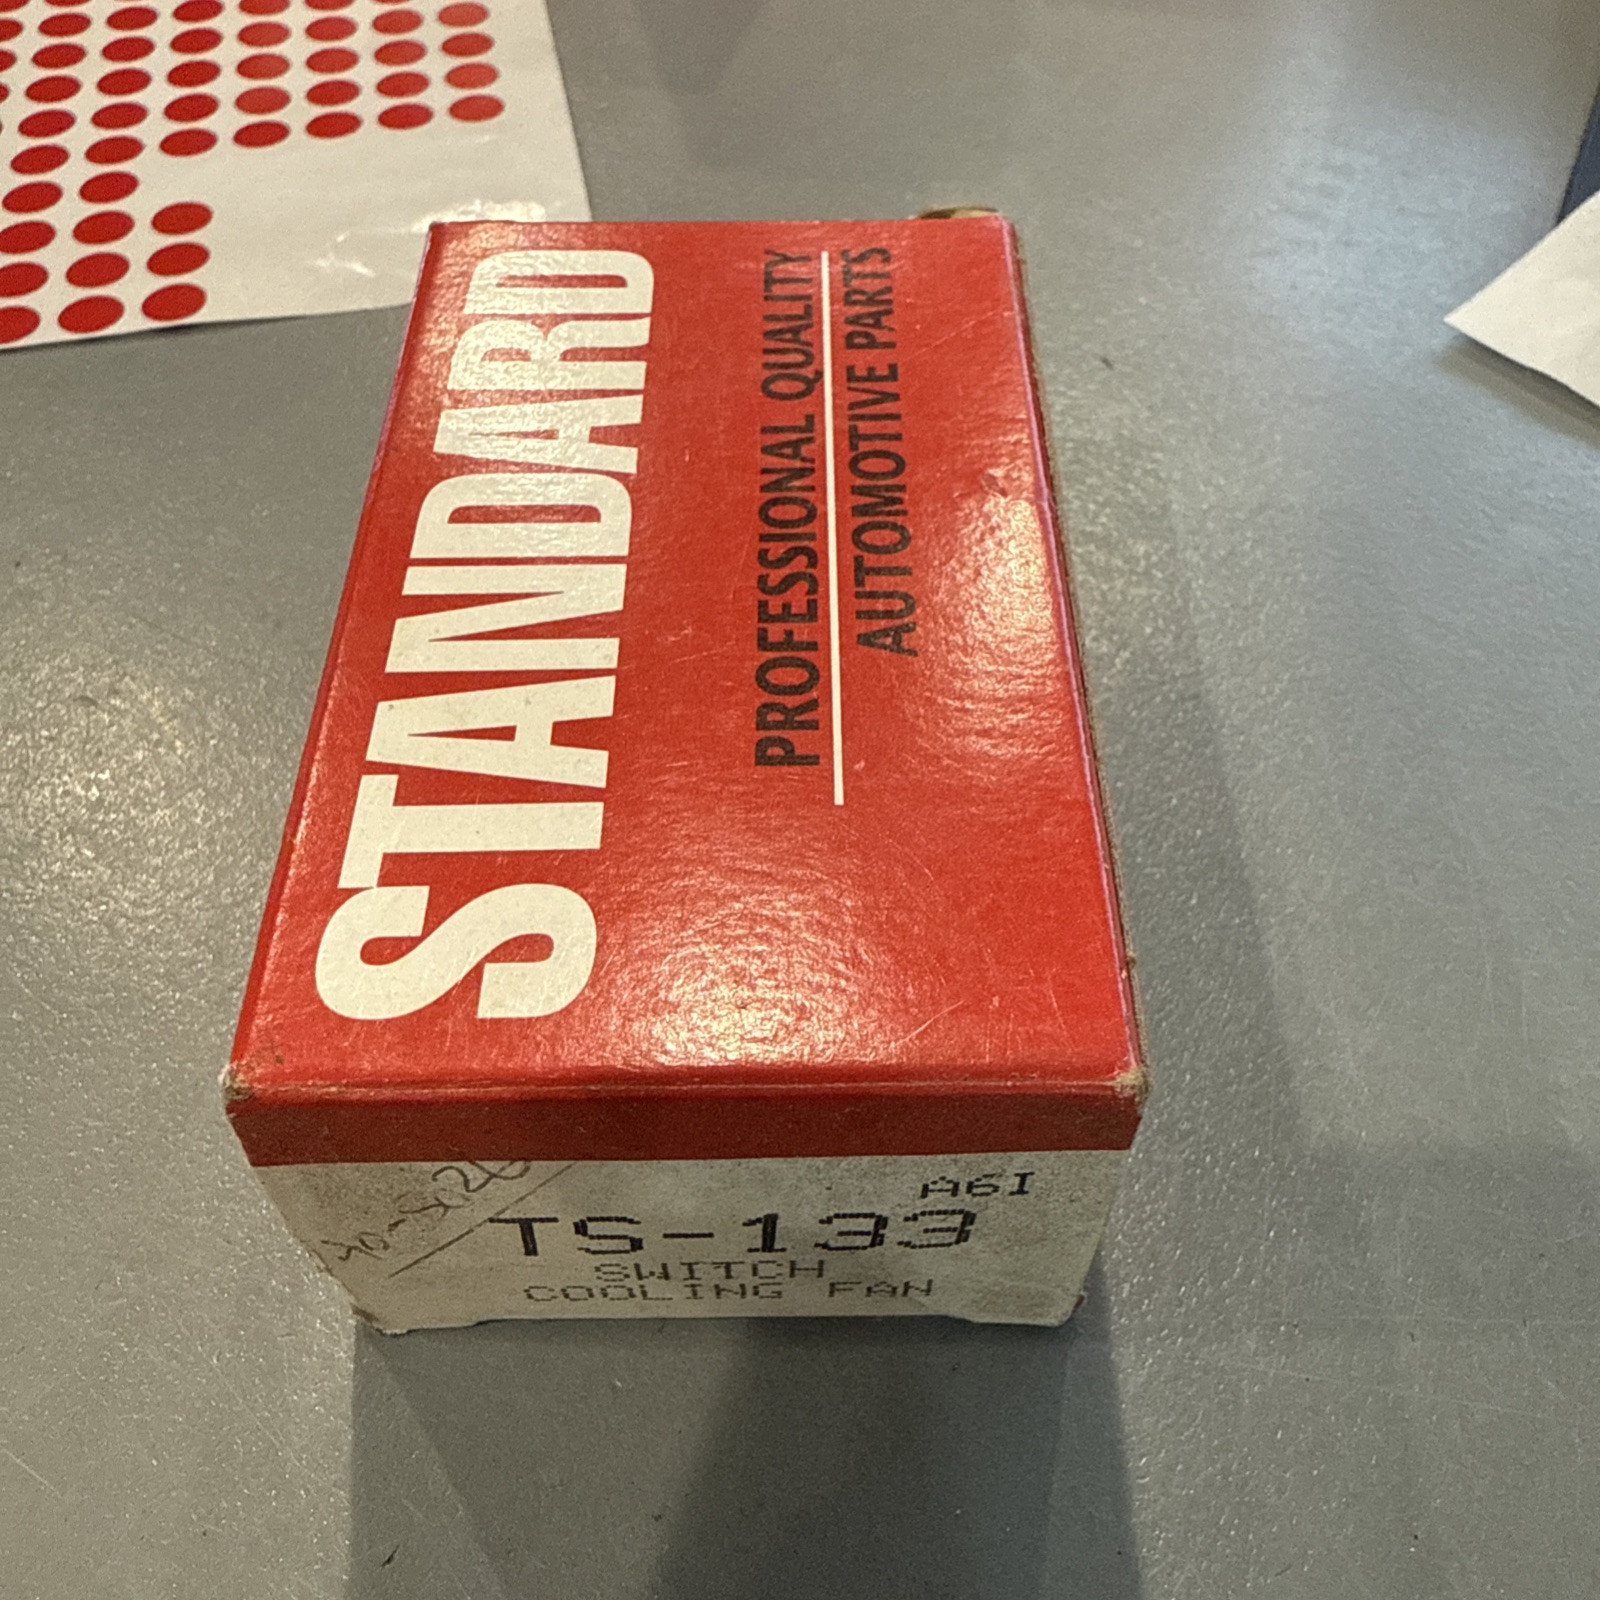 STANDARD
PROFESSIONAL QUALITY
AUTOMOTIVE PARTS
A6I
TS-133
SWITCH
COOLING FAN